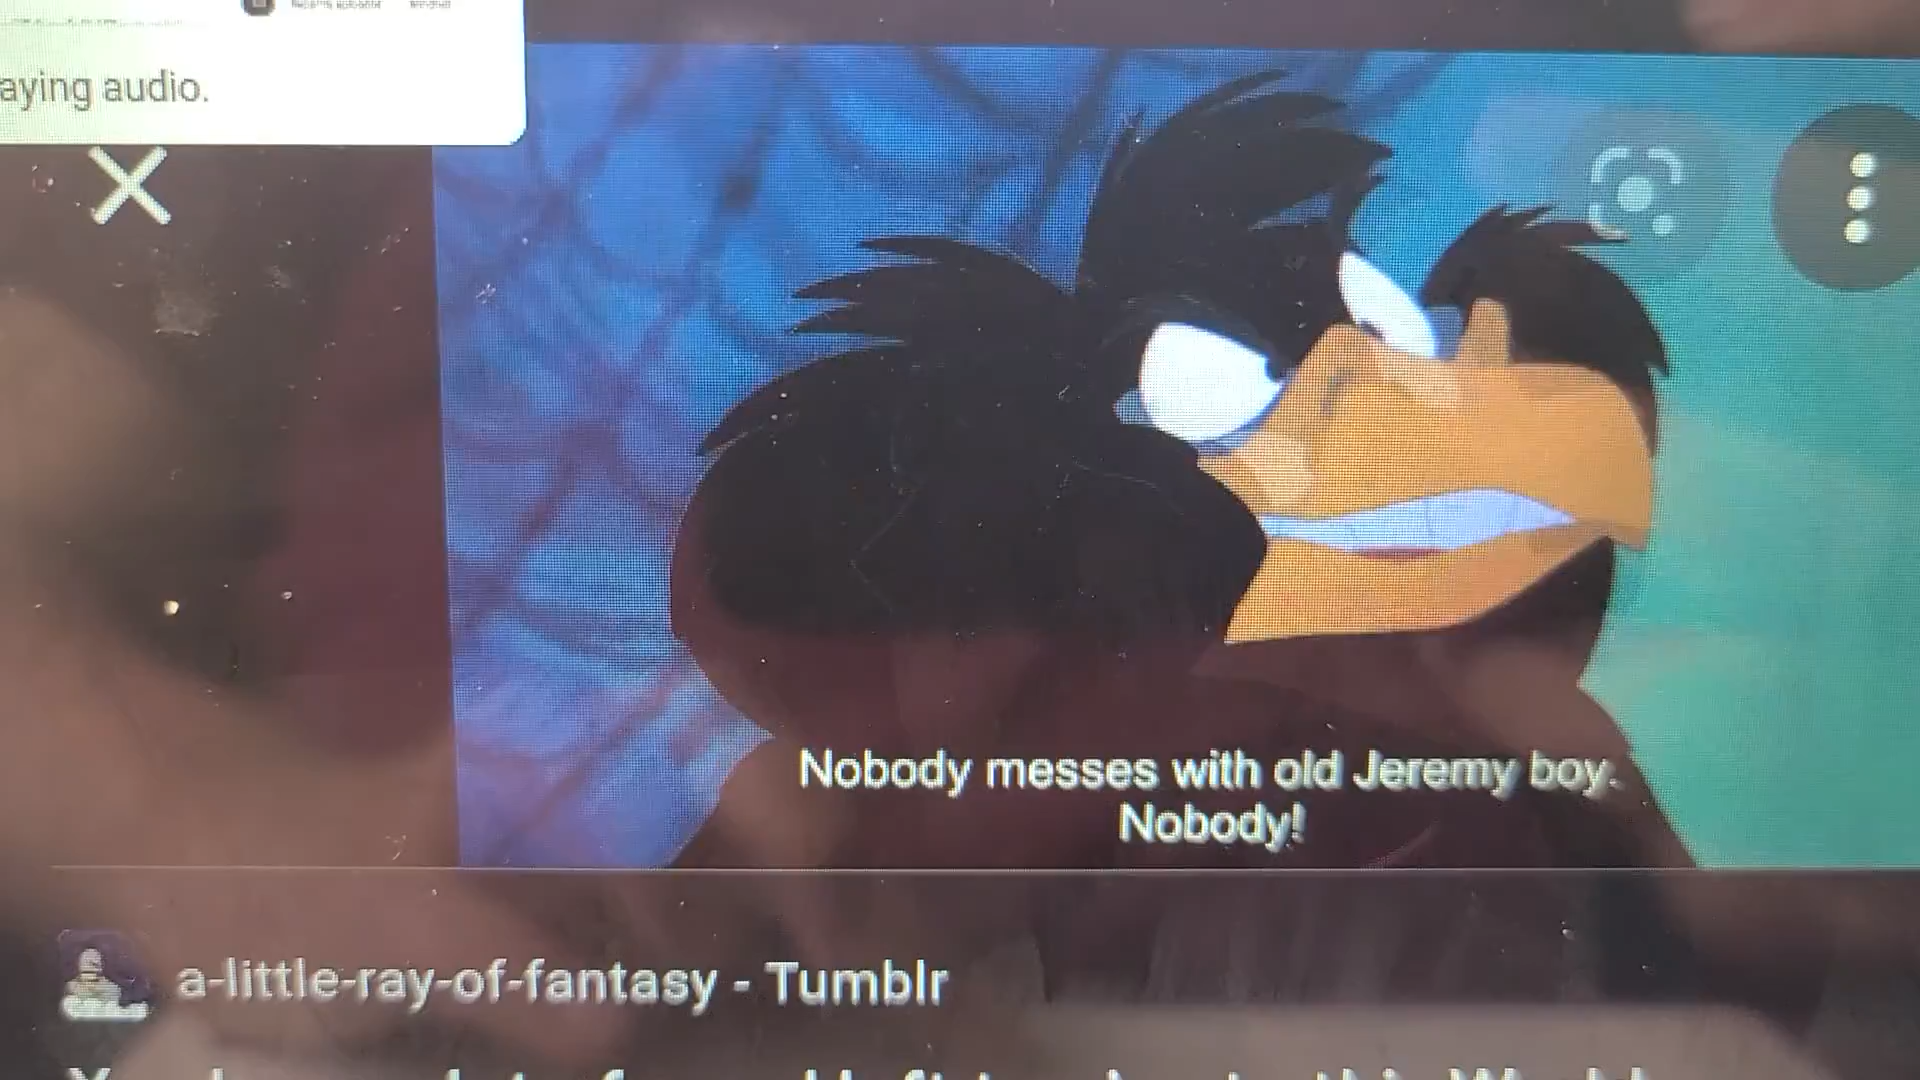 aying audio.
Nobody messes with old Jeremy boy.
Nobody!
a-little-ray-of-fantasy - Tumblr